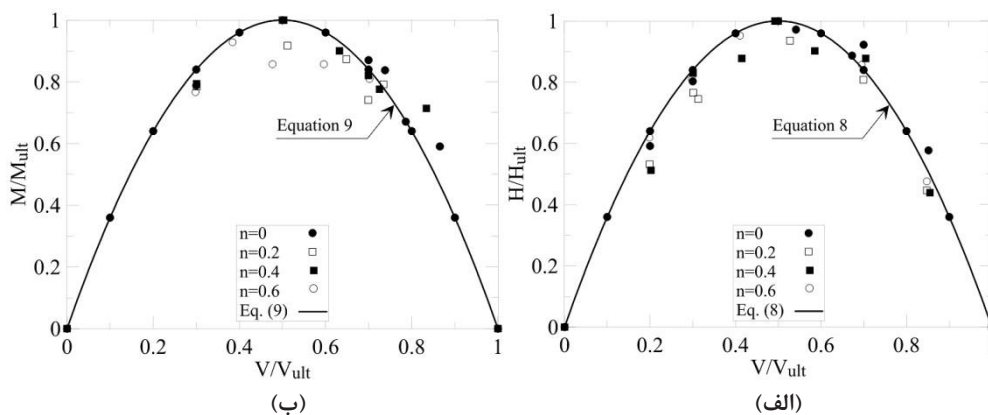 1
0.8
0.6
0.4
0.2
0
M/Mult
Equation 9
n=0
n=0.2
n=0.4
n=0.6
Eq. (9)
0 0.2 0.4 0.6 0.8 1
V/Vult
(ب)
1
0.8
0.6
0.4
0.2
0
H/Hult
Equation 8
n=0
n=0.2
n=0.4
n=0.6
Eq. (8)
0 0.2 0.4 0.6 0.8
V/Vult
(الف)